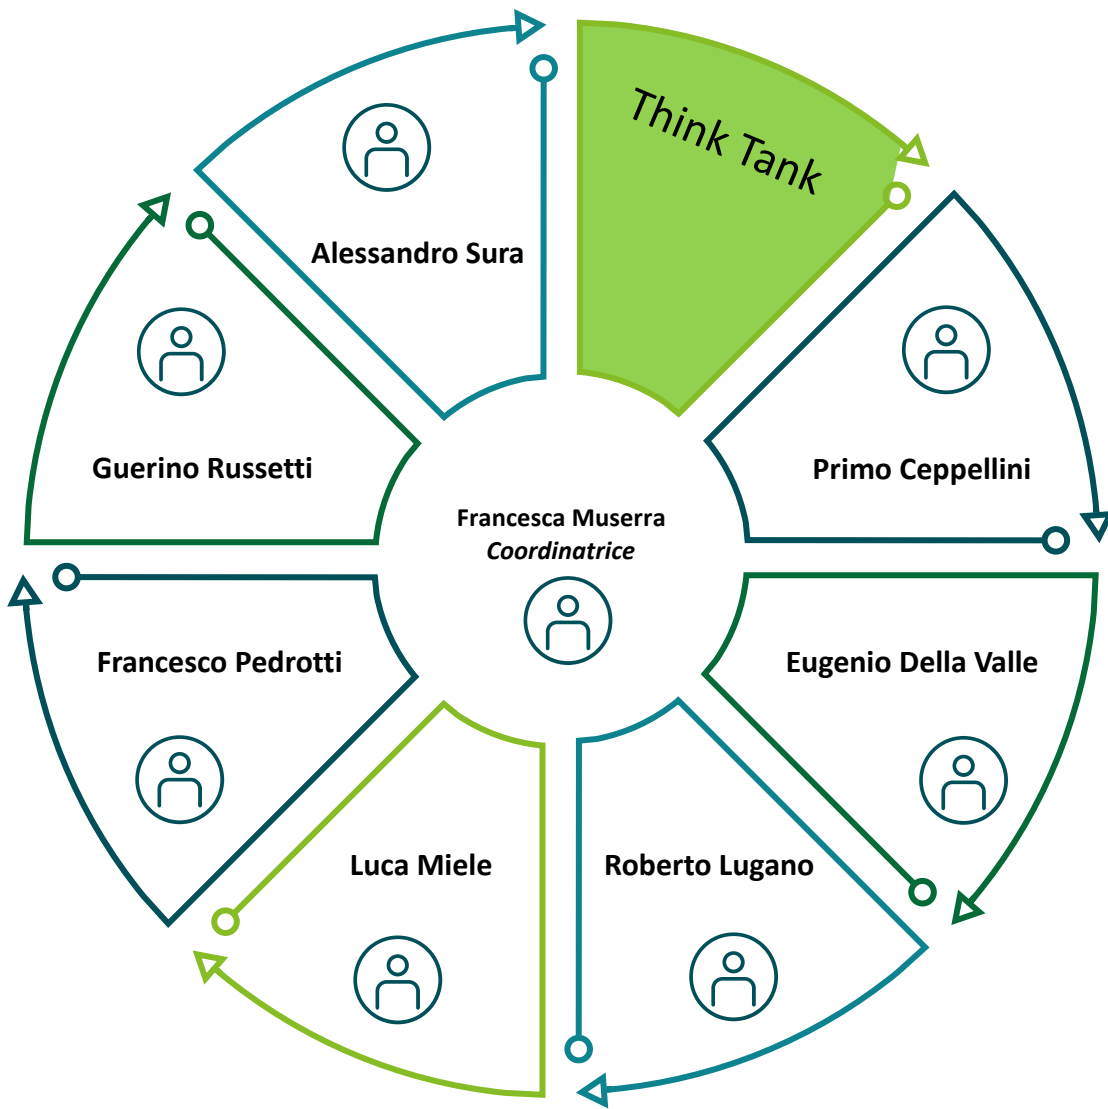 Think Tank
Alessandro Sura
Guerino Russetti
Primo Ceppellini
Francesca Muserra
Coordinatrice
Francesco Pedrotti
Eugenio Della Valle
Luca Miele
Roberto Lugano